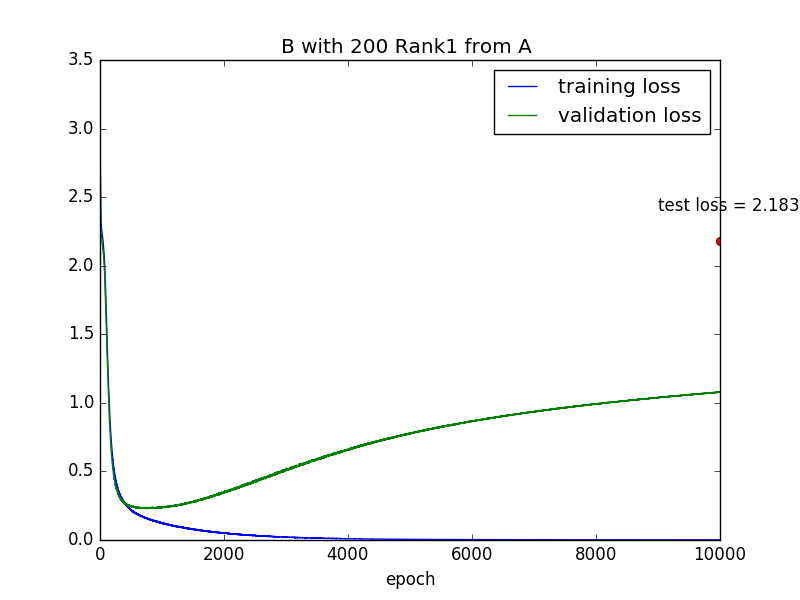 B with 200 Rank1 from A
3.5
3.0
2.5
2.0
1.5
1.0
0.5
0.0
training loss
validation loss
test loss = 2.183
0 2000 4000 6000 8000 10000
epoch